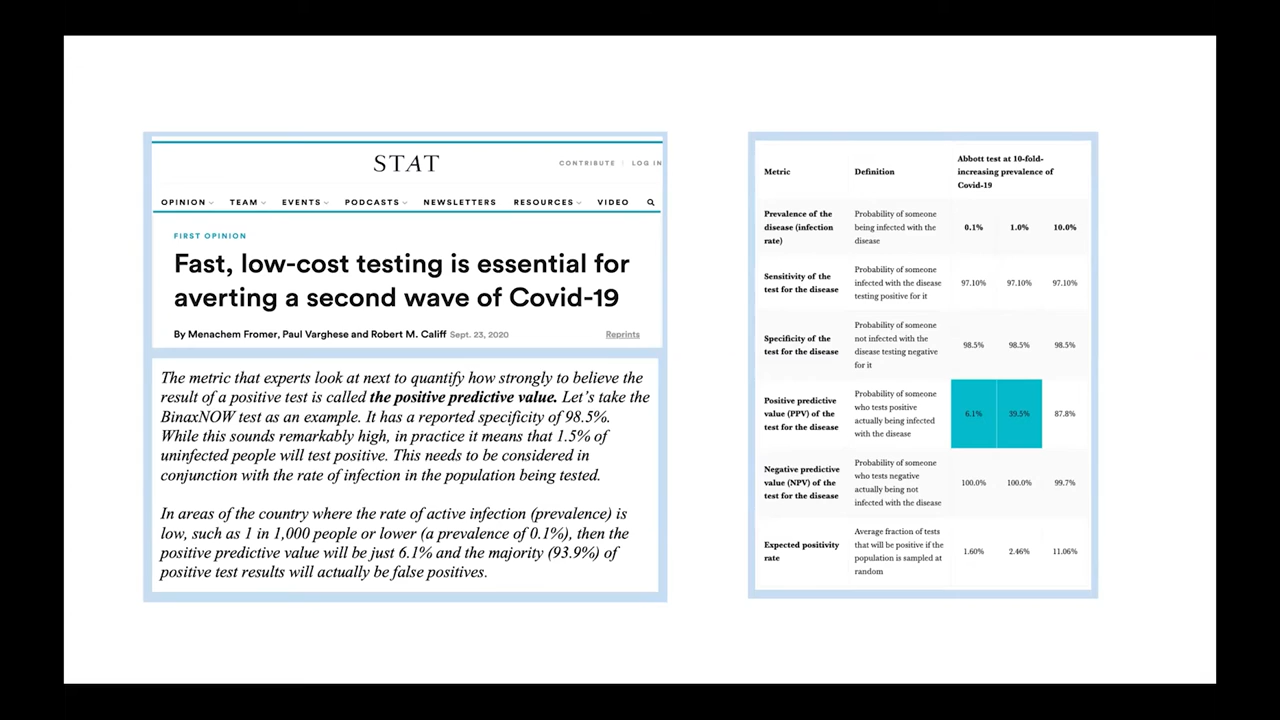 STAT
CONTRIBUTE | LOG IN
OPINION TEAM EVENTS PODCASTS NEWSLETTERS RESOURCES VIDEO
FIRST OPINION
Fast, low-cost testing is essential for
averting a second wave of Covid-19
By Menachem Fromer, Paul Varghese and Robert M. Califf Sept. 23, 2020 Reprints
The metric that experts look at next to quantify how strongly to believe the
result of a positive test is called the positive predictive value. Let's take the
BinaxNOW test as an example. It has a reported specificity of 98.5%.
While this sounds remarkably high, in practice it means that 1.5% of
uninfected people will test positive. This needs to be considered in
conjunction with the rate of infection in the population being tested.
In areas of the country where the rate of active infection (prevalence) is
low, such as 1 in 1,000 people or lower (a prevalence of 0.1%), then the
positive predictive value will be just 6.1% and the majority (93.9%) of
positive test results will actually be false positives.
Metric
Definition
Abbott test at 10-fold-
increasing prevalence of
Covid-19
Prevalence of the
disease (infection
rate)
Probability of someone
being infected with the
disease
0.1% 1.0% 10.0%
Sensitivity of the
test for the disease
Probability of someone
infected with the disease
testing positive for it
97.10% 97.10% 97.10%
Specificity of the
test for the disease
Probability of someone
not infected with the
disease testing negative
for it
98.5% 98.5% 98.5%
Positive predictive
value (PPV) of the
test for the disease
Probability of someone
who tests positive
actually being infected
with the disease
6.1% 39.5% 87.8%
Negative predictive
value (NPV) of the
test for the disease
Probability of someone
who tests negative
actually being not
infected with the disease
100.0% 100.0% 99.7%
Expected positivity
rate
Average fraction of tests
that will be positive if the
population is sampled at
random
1.60% 2.46% 11.06%